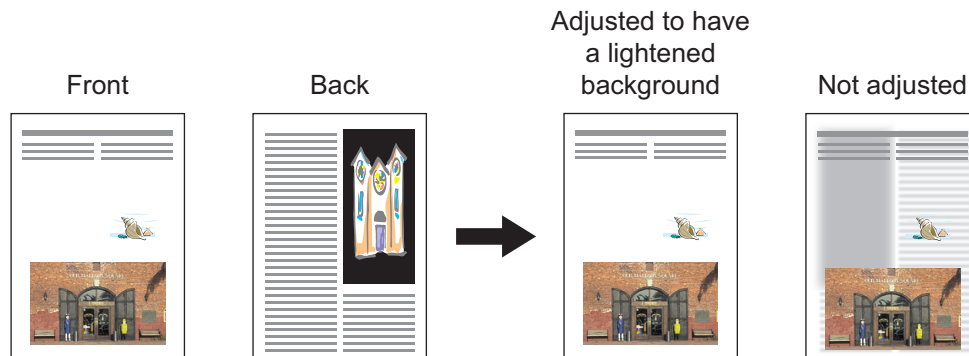 Front
Back
Adjusted to have
a lightened
background
Not adjusted